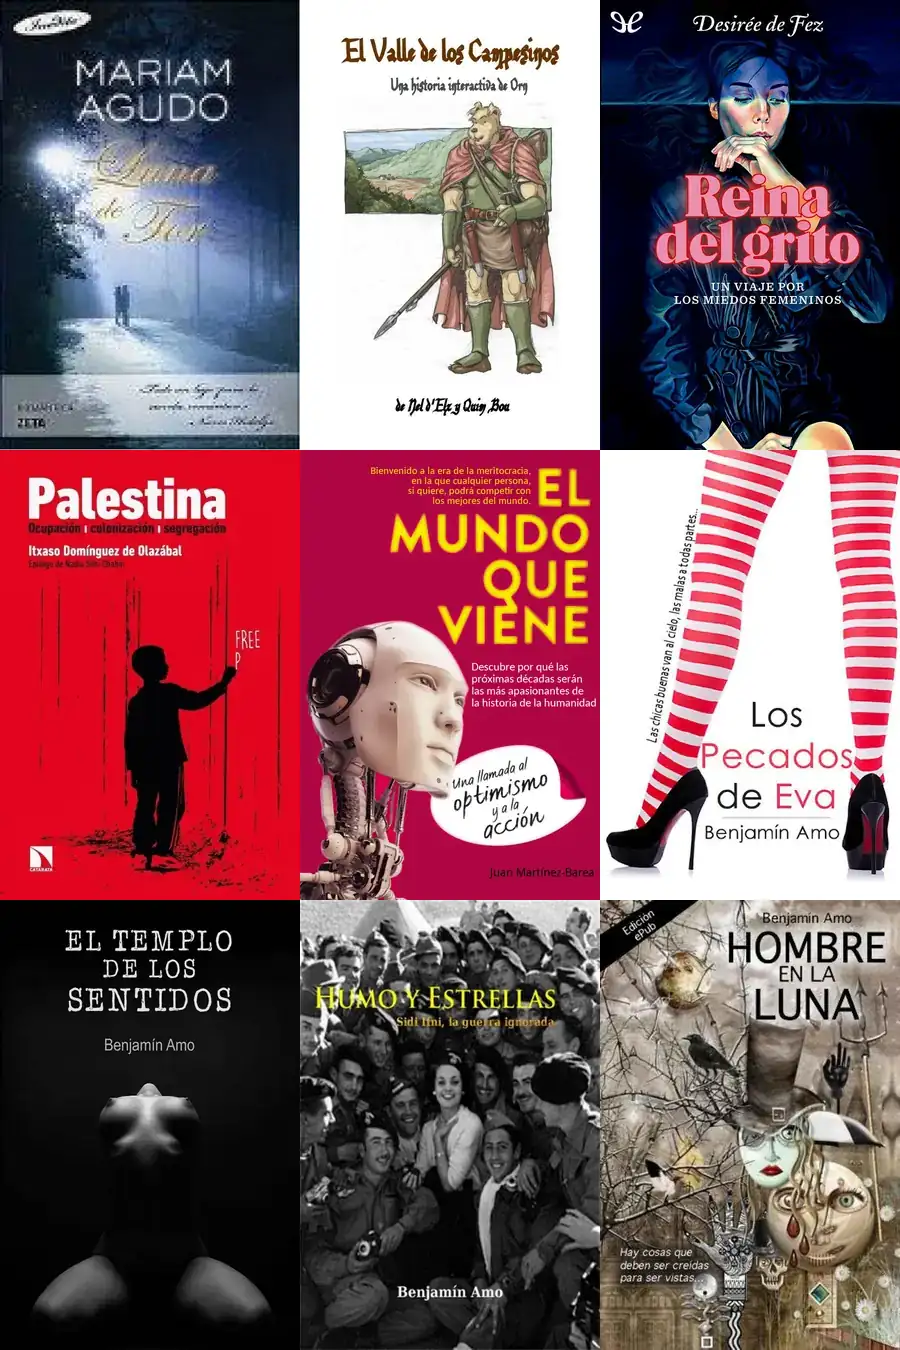 MARIAM
AGUDO
Luna
de Tor
ROMÁNTICA
ZETA
El Valle de los Campesinos
Una historia interactiva de Org
de Nel d'Elx y Quim Bou
Desirée de Fez
Reina
del grito
UN VIAJE POR
LOS MIEDOS FEMENINOS
Palestina
Ocupación | colonización | segregación
Itxaso Domínguez de Olazábal
FREE
P
CATARATA
Bienvenido a la era de la meritocracia,
en la que cualquier persona,
si quiere, podrá competir con
los mejores del mundo.
EL
MUNDO
QUE
VIENE
Descubre por qué las
próximas décadas serán
las más apasionantes de
la historia de la humanidad
Una llamada al
optimismo
y a la
acción
Juan Martínez-Barea
Las chicas buenas van al cielo, las malas a todas partes...
Los
Pecados
de Eva
Benjamín Amo
EL TEMPLO
DE LOS
SENTIDOS
Benjamín Amo
HUMO Y ESTRELLAS
Sidi Ifni, la guerra ignorada
Benjamín Amo
Edición
ePub
Benjamín Amo
HOMBRE
EN LA
LUNA
Hay cosas que
deben ser creidas
para ser vistas...